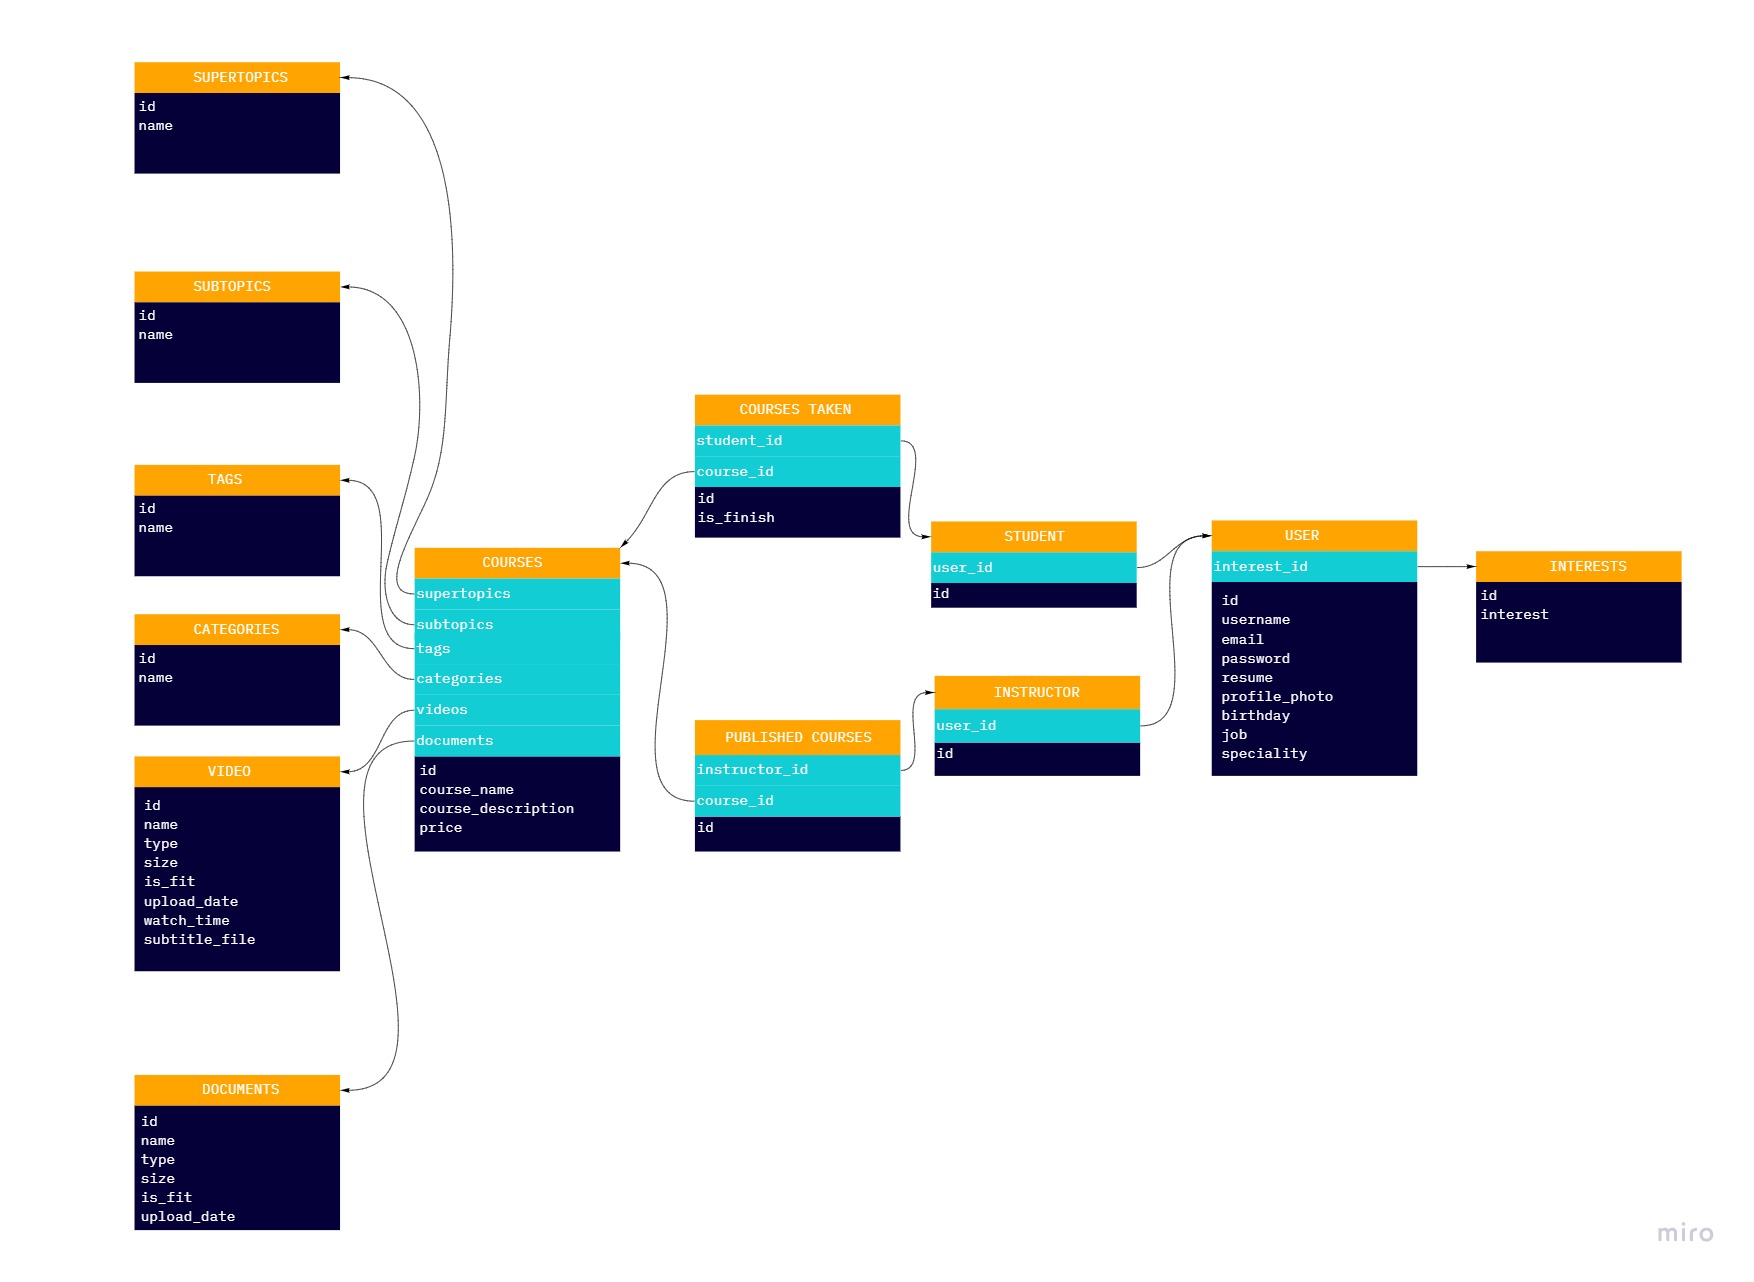 SUPERTOPICS
id
name
SUBTOPICS
id
name
TAGS
id
name
CATEGORIES
id
name
VIDEO
id
name
type
size
is_fit
upload_date
watch_time
subtitle_file
DOCUMENTS
id
name
type
size
is_fit
upload_date
COURSES
supertopics
subtopics
tags
categories
videos
documents
id
course_name
course_description
price
COURSES TAKEN
student_id
course_id
id
is_finish
PUBLISHED COURSES
instructor_id
course_id
id
STUDENT
user_id
id
INSTRUCTOR
user_id
id
USER
interest_id
id
username
email
password
resume
profile_photo
birthday
job
speciality
INTERESTS
id
interest
miro